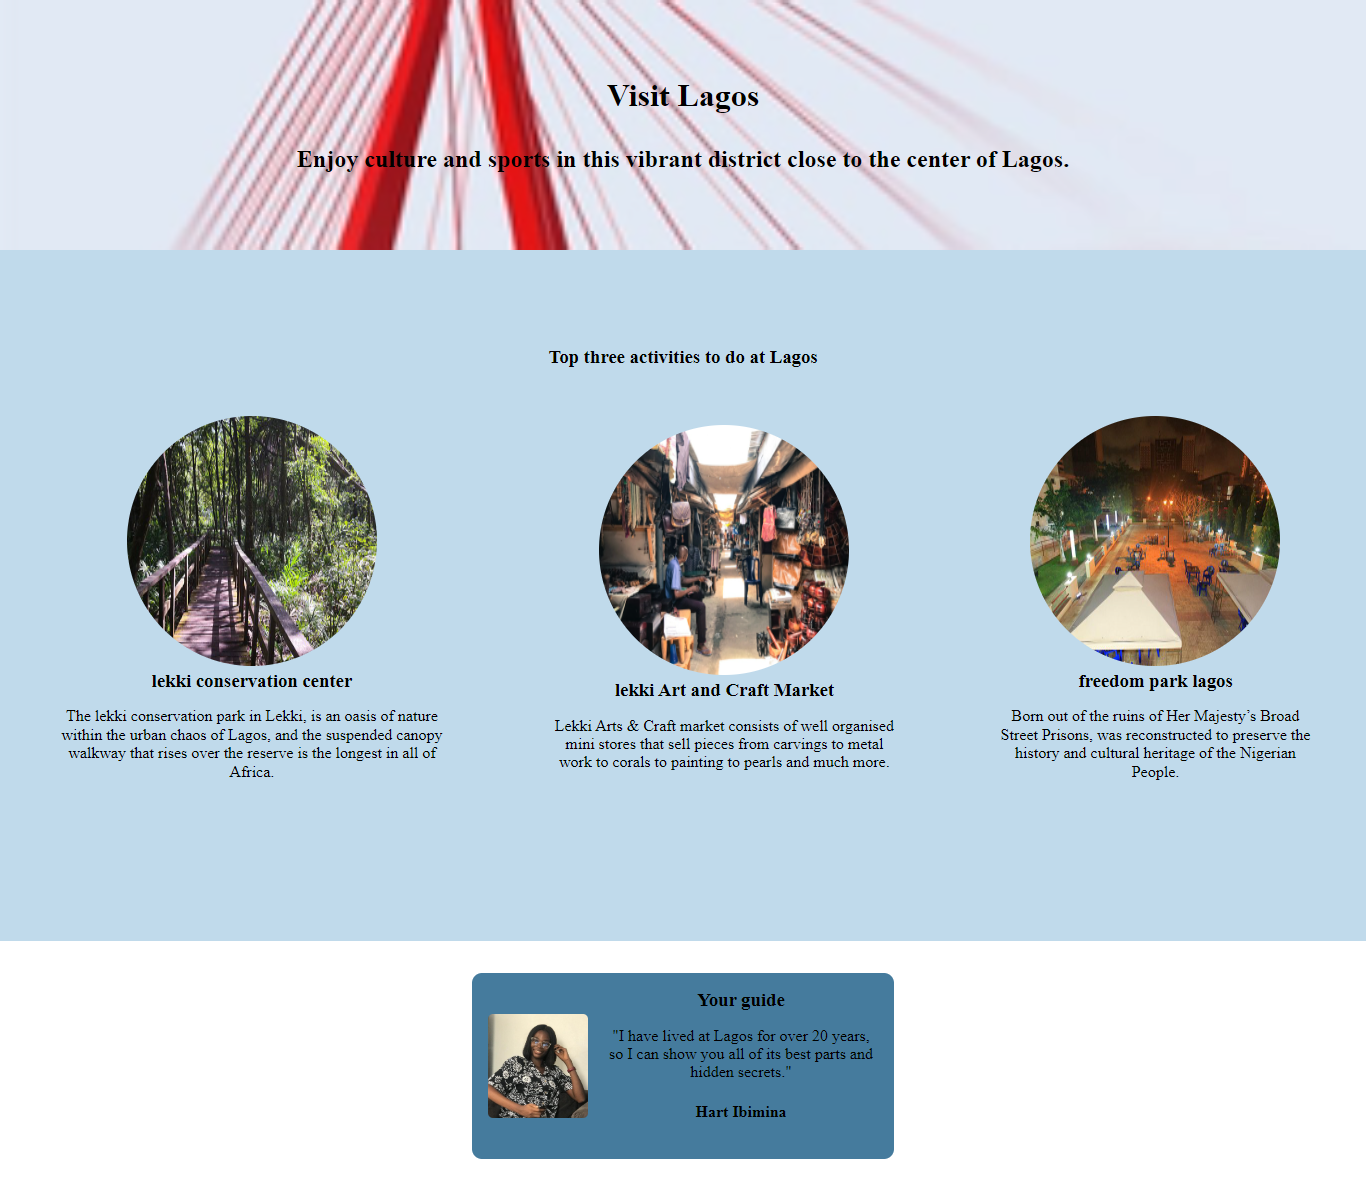 Visit Lagos
Enjoy culture and sports in this vibrant district close to the center of Lagos.
Top three activities to do at Lagos
lekki conservation center
The lekki conservation park in Lekki, is an oasis of nature
within the urban chaos of Lagos, and the suspended canopy
walkway that rises over the reserve is the longest in all of
Africa.
lekki Art and Craft Market
Lekki Arts & Craft market consists of well organised
mini stores that sell pieces from carvings to metal
work to corals to painting to pearls and much more.
freedom park lagos
Born out of the ruins of Her Majesty’s Broad
Street Prisons, was reconstructed to preserve the
history and cultural heritage of the Nigerian
People.
Your guide
"I have lived at Lagos for over 20 years,
so I can show you all of its best parts and
hidden secrets."
Hart Ibimina